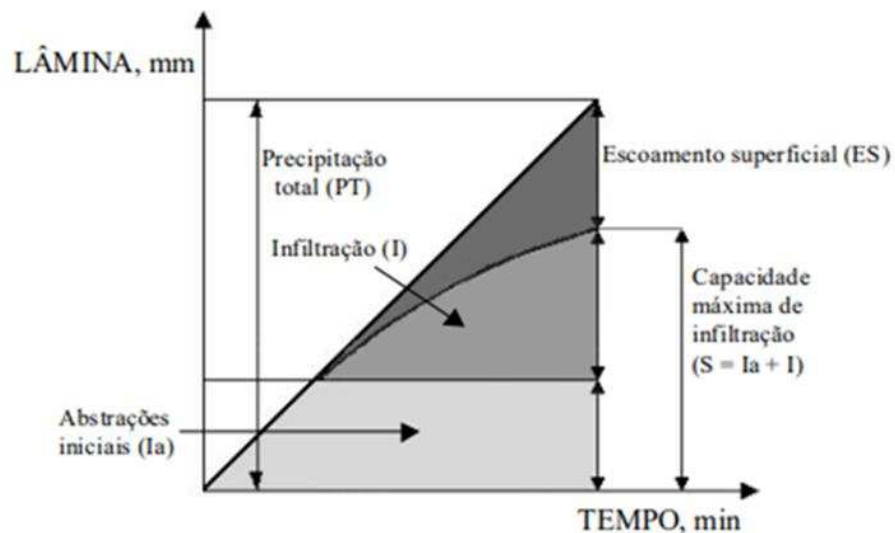 LÂMINA, mm
Precipitação
total (PT)
Escoamento superficial (ES)
Infiltração (I)
Capacidade
máxima de
infiltração
(S = Ia + I)
Abstrações
iniciais (Ia)
TEMPO, min